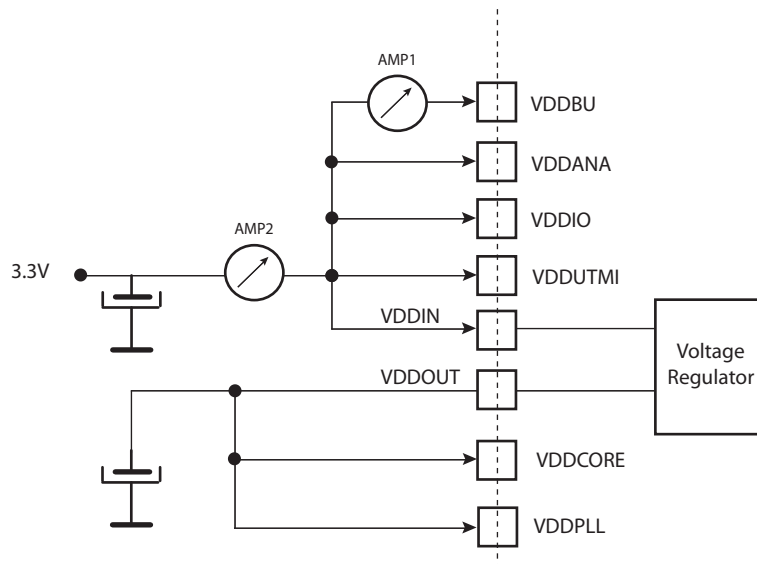 AMP1
VDDBU
VDDANA
VDDIO
AMP2
3.3V
VDDUTMI
VDDIN
Voltage
Regulator
VDDOUT
VDDCORE
VDDPLL